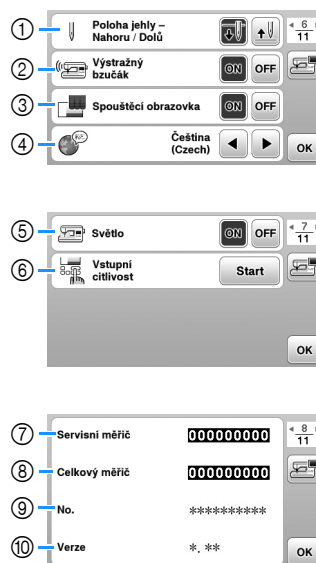 ① Poloha jehly –
Nahoru / Dolů
6
11
② Výstražný
bzučák ON OFF
③ Spouštěcí obrazovka ON OFF
④ Čeština
(Czech) OK
⑤ Světlo ON OFF
7
11
⑥ Vstupní
citlivost Start
OK
⑦ Servisní měřič 000000000
8
11
⑧ Celkový měřič 000000000
⑨ No. **********
⑩ Verze *. ** OK